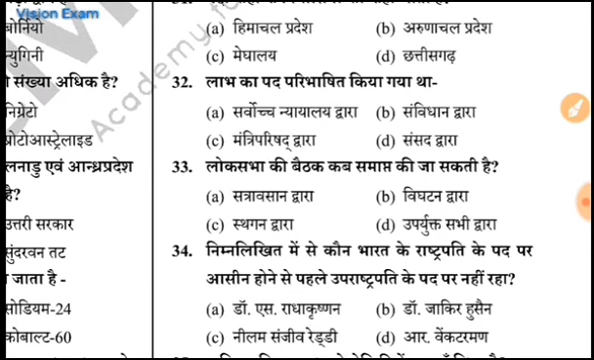 Vision Exam
बोर्नियो
न्युगिनी
संख्या अधिक है?
निग्रेटो
प्रोटोआस्ट्रेलाइड
लनाडु एवं आन्ध्रप्रदेश
है?
उत्तरी सरकार
सुंदरवन तट
जाता है -
सोडियम-24
कोबाल्ट-60
(a) हिमाचल प्रदेश (b) अरुणाचल प्रदेश
(c) मेघालय (d) छत्तीसगढ़
32. लाभ का पद परिभाषित किया गया था-
(a) सर्वोच्च न्यायालय द्वारा (b) संविधान द्वारा
(c) मंत्रिपरिषद् द्वारा (d) संसद द्वारा
33. लोकसभा की बैठक कब समाप्त की जा सकती है?
(a) सत्रावसान द्वारा (b) विघटन द्वारा
(c) स्थगन द्वारा (d) उपर्युक्त सभी द्वारा
34. निम्नलिखित में से कौन भारत के राष्ट्रपति के पद पर
आसीन होने से पहले उपराष्ट्रपति के पद पर नहीं रहा?
(a) डॉ. एस. राधाकृष्णन (b) डॉ. जाकिर हुसैन
(c) नीलम संजीव रेड्डी (d) आर. वेंकटरमण
Academy